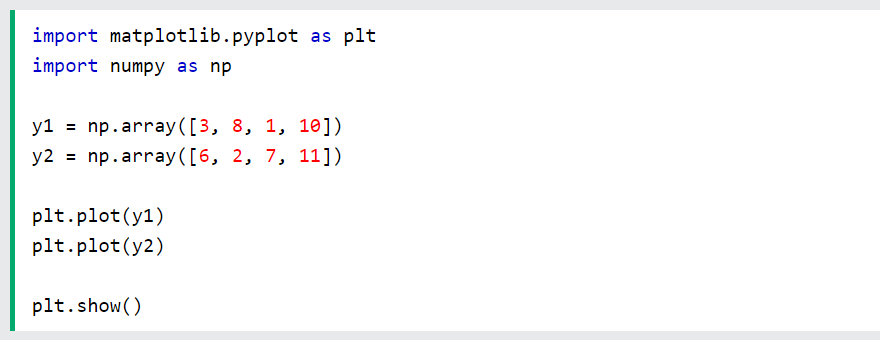 import matplotlib.pyplot as plt
import numpy as np
y1 = np.array([3, 8, 1, 10])
y2 = np.array([6, 2, 7, 11])
plt.plot(y1)
plt.plot(y2)
plt.show()